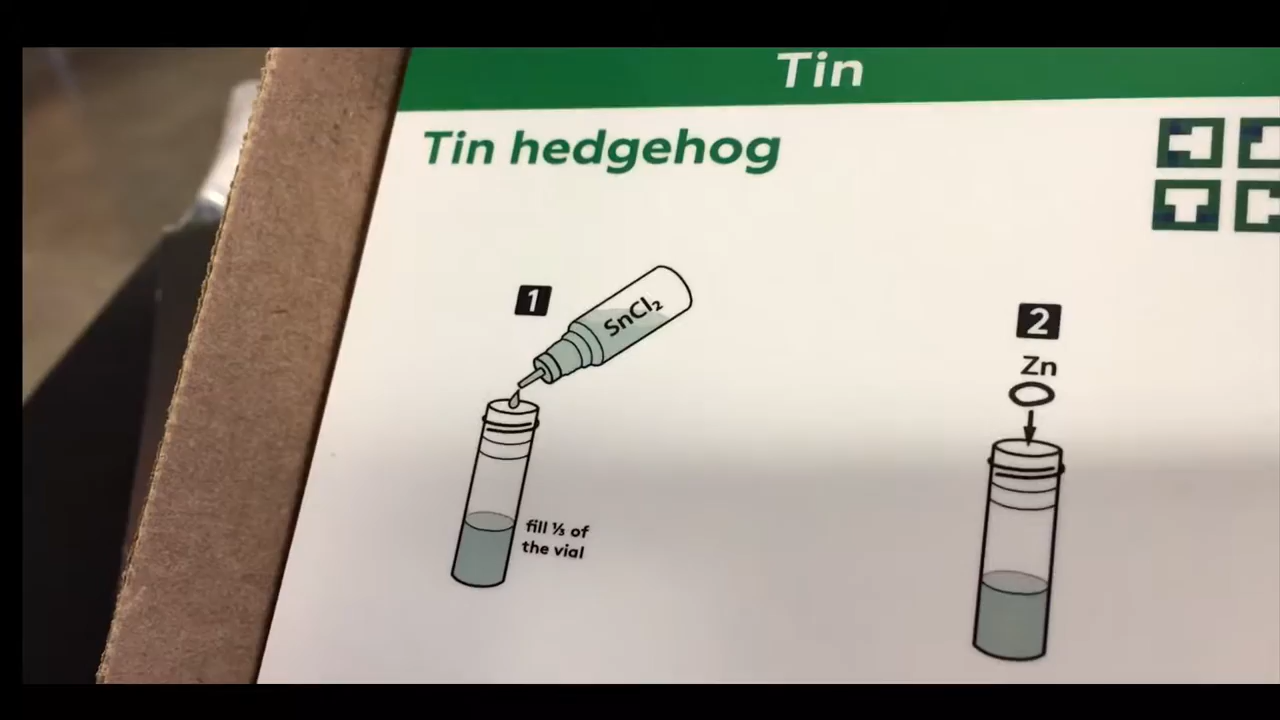 Tin
Tin hedgehog
1
SnCl₂
fill ⅓ of
the vial
2
Zn